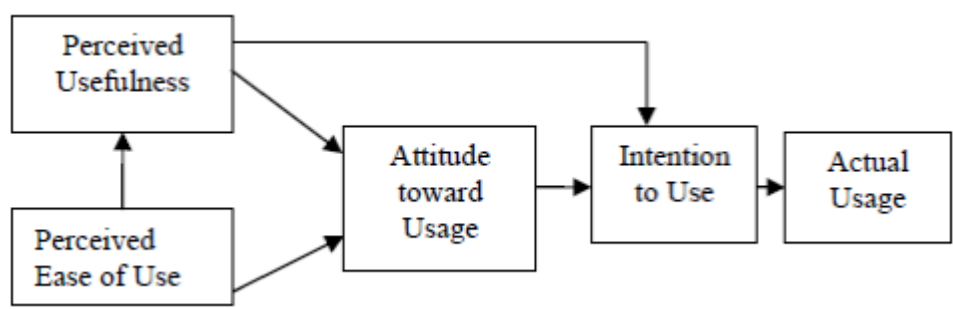 Perceived
Usefulness
Perceived
Ease of Use
Attitude
toward
Usage
Intention
to Use
Actual
Usage